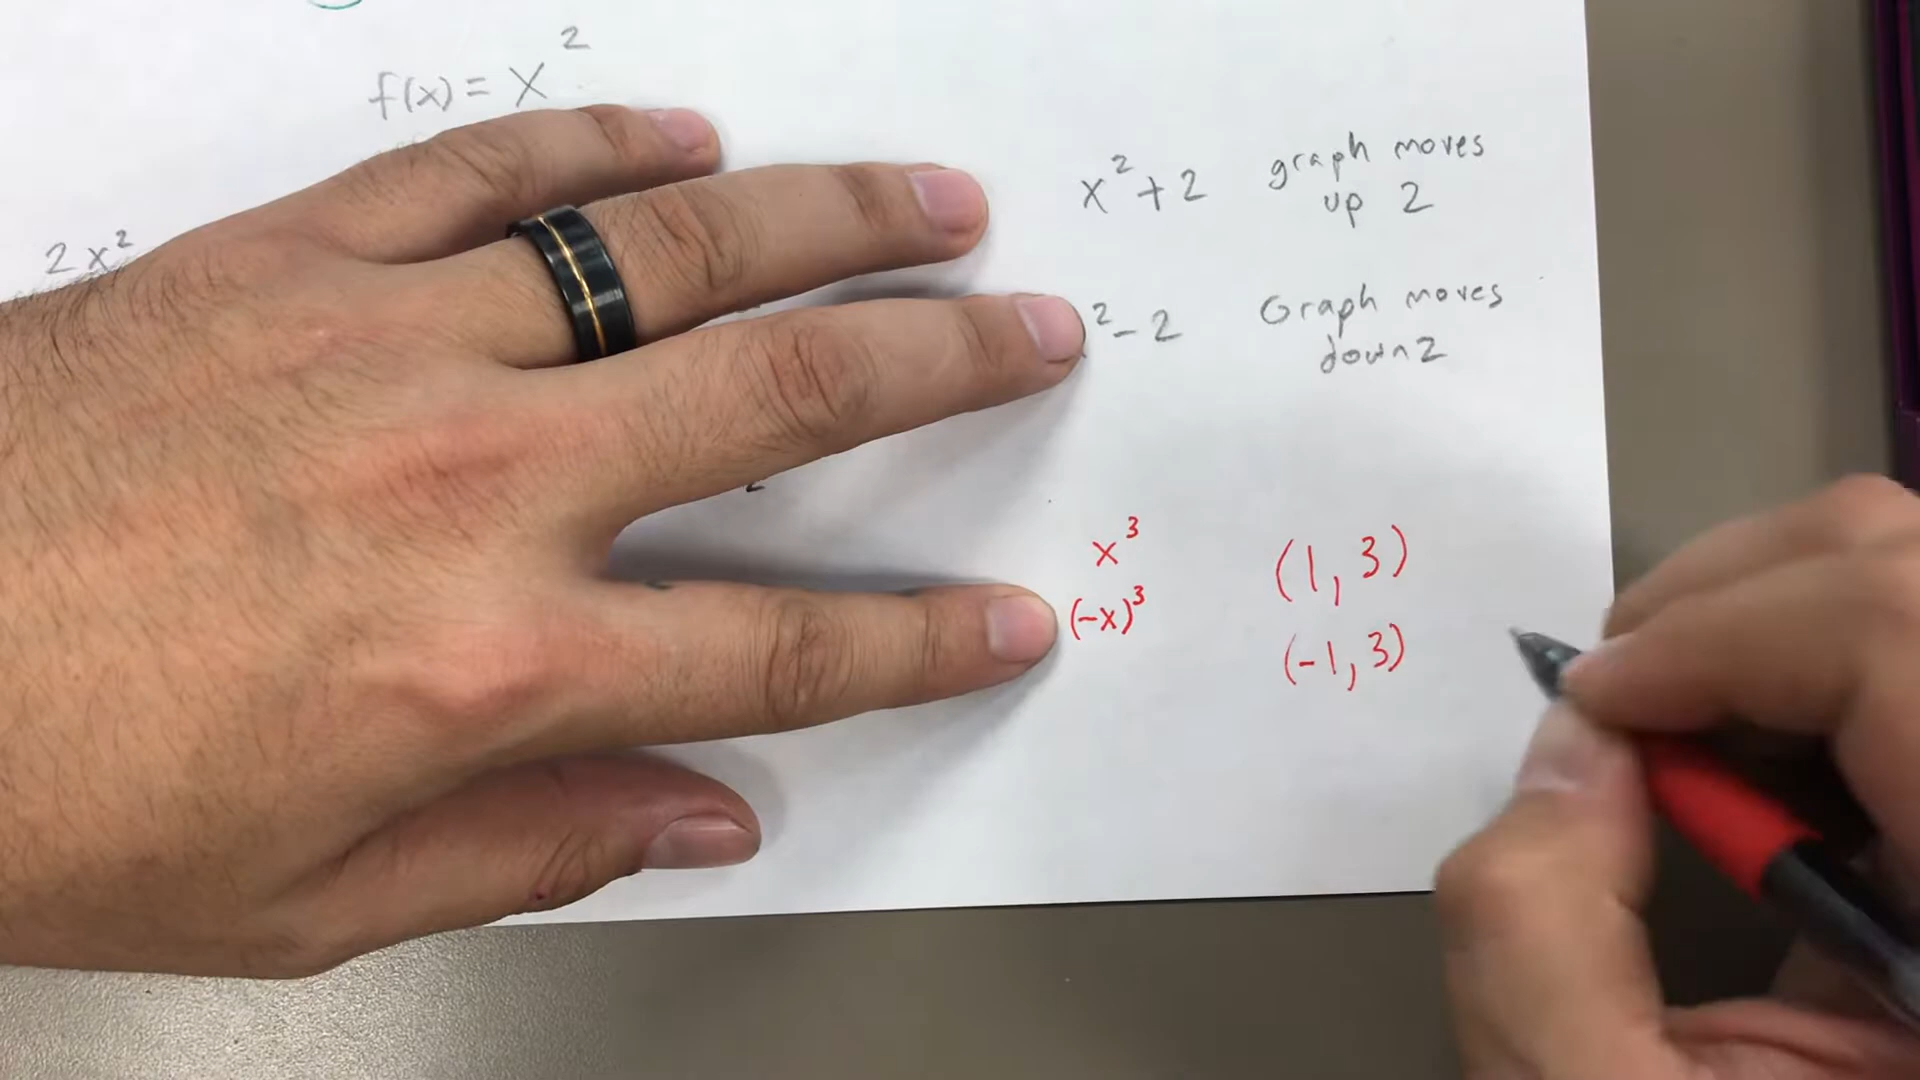 f(x) = x²
x² + 2 graph moves
up 2
2x²
² - 2 Graph moves
down 2
x³ (1, 3)
(-x)³ (-1, 3)